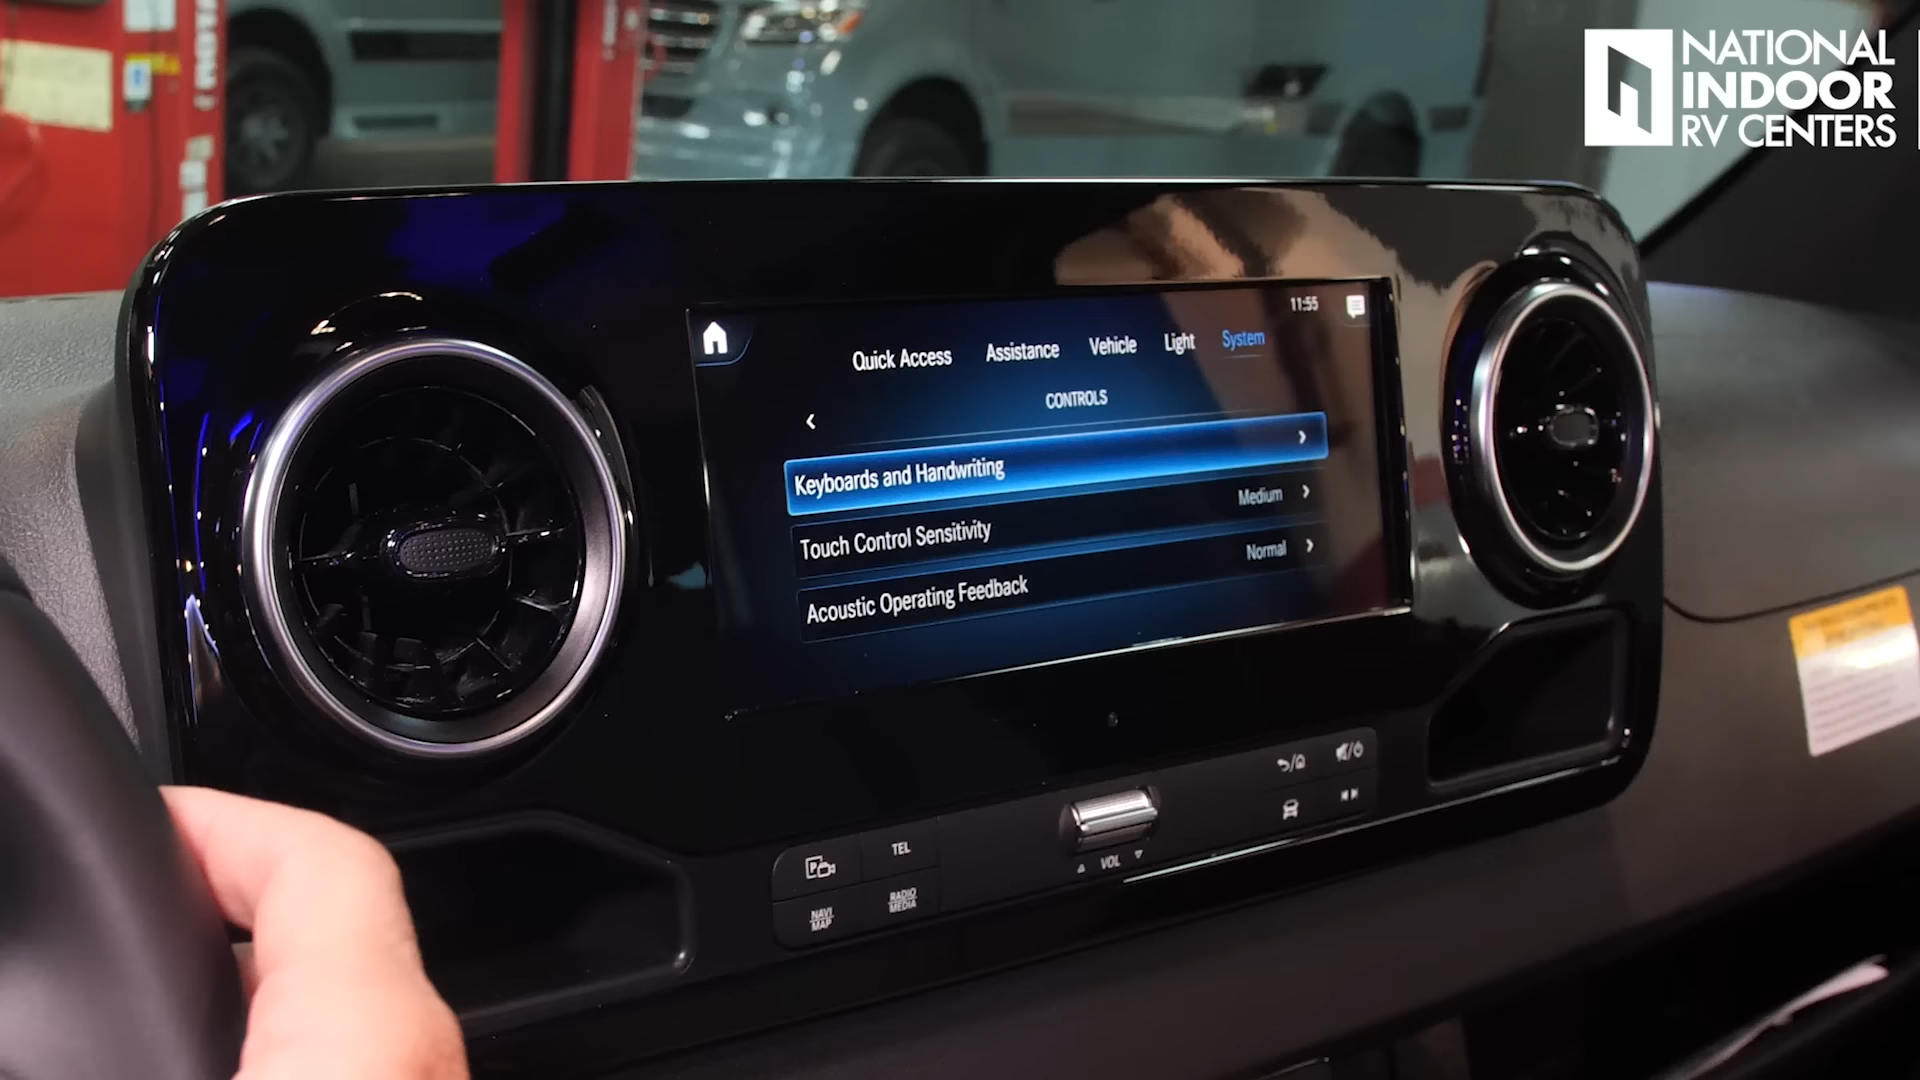 NATIONAL
INDOOR
RV CENTERS
11:55
Quick Access Assistance Vehicle Light System
CONTROLS
Keyboards and Handwriting
Touch Control Sensitivity Medium
Acoustic Operating Feedback Normal
TEL
VOL
NAVI
MAP
RADIO
MEDIA